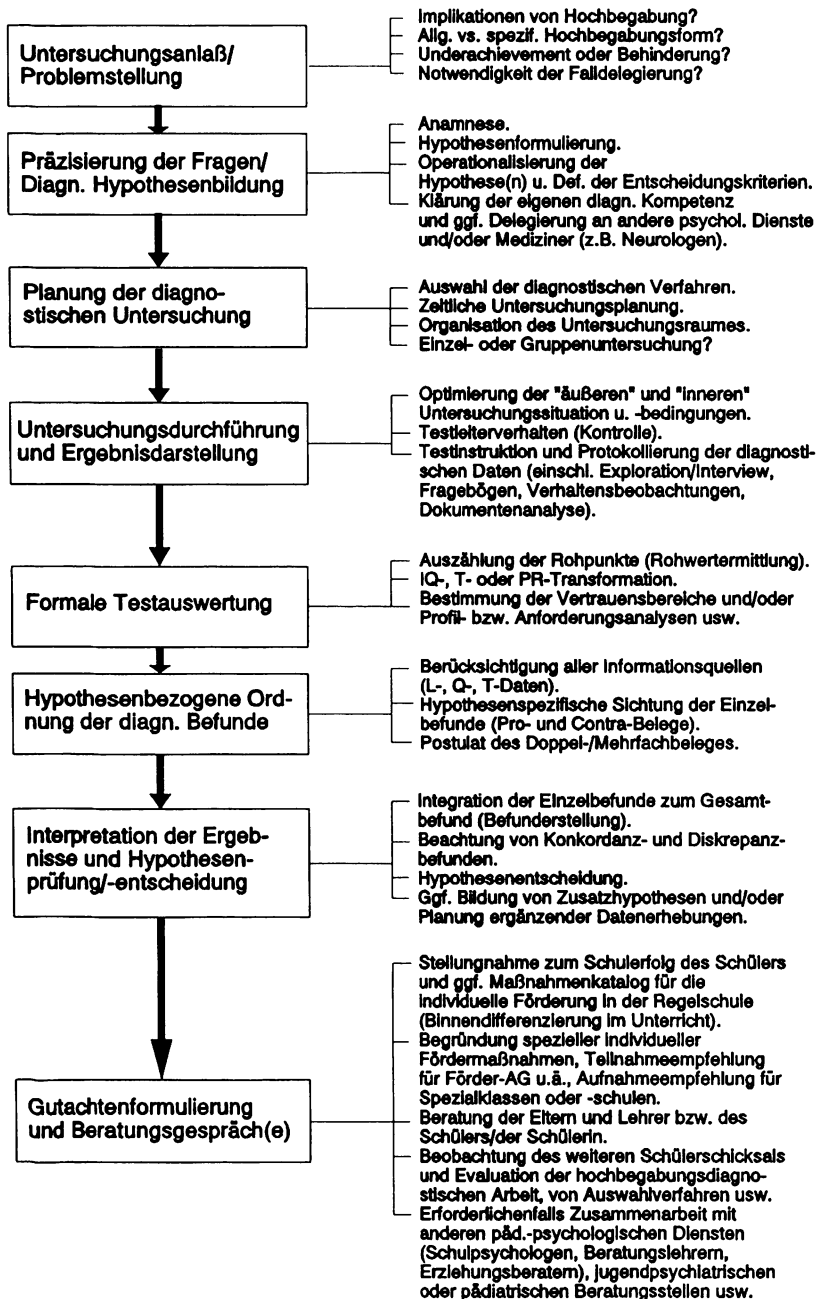 Untersuchungsanlaß/
Problemstellung
Implikationen von Hochbegabung?
Allg. vs. spezif. Hochbegabungsform?
Underachievement oder Behinderung?
Notwendigkeit der Falldelegierung?
Präzisierung der Fragen/
Diagn. Hypothesenbildung
Anamnese.
Hypothesenformulierung.
Operationalisierung der
Hypothese(n) u. Def. der Entscheidungskriterien.
Klärung der eigenen diagn. Kompetenz
und ggf. Delegierung an andere psychol. Dienste
und/oder Mediziner (z.B. Neurologen).
Planung der diagno-
stischen Untersuchung
Auswahl der diagnostischen Verfahren.
Zeitliche Untersuchungsplanung.
Organisation des Untersuchungsraumes.
Einzel- oder Gruppenuntersuchung?
Untersuchungsdurchführung
und Ergebnisdarstellung
Optimierung der "äußeren" und "inneren"
Untersuchungssituation u. -bedingungen.
Testleiterverhalten (Kontrolle).
Testinstruktion und Protokollierung der diagnosti-
schen Daten (einschl. Exploration/Interview,
Fragebögen, Verhaltensbeobachtungen,
Dokumentenanalyse).
Formale Testauswertung
Auszählung der Rohpunkte (Rohwertermittlung).
IQ-, T- oder PR-Transformation.
Bestimmung der Vertrauensbereiche und/oder
Profil- bzw. Anforderungsanalysen usw.
Hypothesenbezogene Ord-
nung der diagn. Befunde
Berücksichtigung aller Informationsquellen
(L-, Q-, T-Daten).
Hypothesenspezifische Sichtung der Einzel-
befunde (Pro- und Contra-Belege).
Postulat des Doppel-/Mehrfachbeleges.
Interpretation der Ergeb-
nisse und Hypothesen-
prüfung/-entscheidung
Integration der Einzelbefunde zum Gesamt-
befund (Befunderstellung).
Beachtung von Konkordanz- und Diskrepanz-
befunden.
Hypothesenentscheidung.
Ggf. Bildung von Zusatzhypothesen und/oder
Planung ergänzender Datenerhebungen.
Gutachtenformulierung
und Beratungsgespräch(e)
Stellungnahme zum Schulerfolg des Schülers
und ggf. Maßnahmenkatalog für die
individuelle Förderung in der Regelschule
(Binnendifferenzierung im Unterricht).
Begründung spezieller individueller
Fördermaßnahmen, Teilnahmeempfehlung
für Förder-AG u.ä., Aufnahmeempfehlung für
Spezialklassen oder -schulen.
Beratung der Eltern und Lehrer bzw. des
Schülers/der Schülerin.
Beobachtung des weiteren Schülerschicksals
und Evaluation der hochbegabungsdiagno-
stischen Arbeit, von Auswahlverfahren usw.
Erforderlichenfalls Zusammenarbeit mit
anderen päd.-psychologischen Diensten
(Schulpsychologen, Beratungslehrern,
Erziehungsberatern), jugendpsychiatrischen
oder pädiatrischen Beratungsstellen usw.